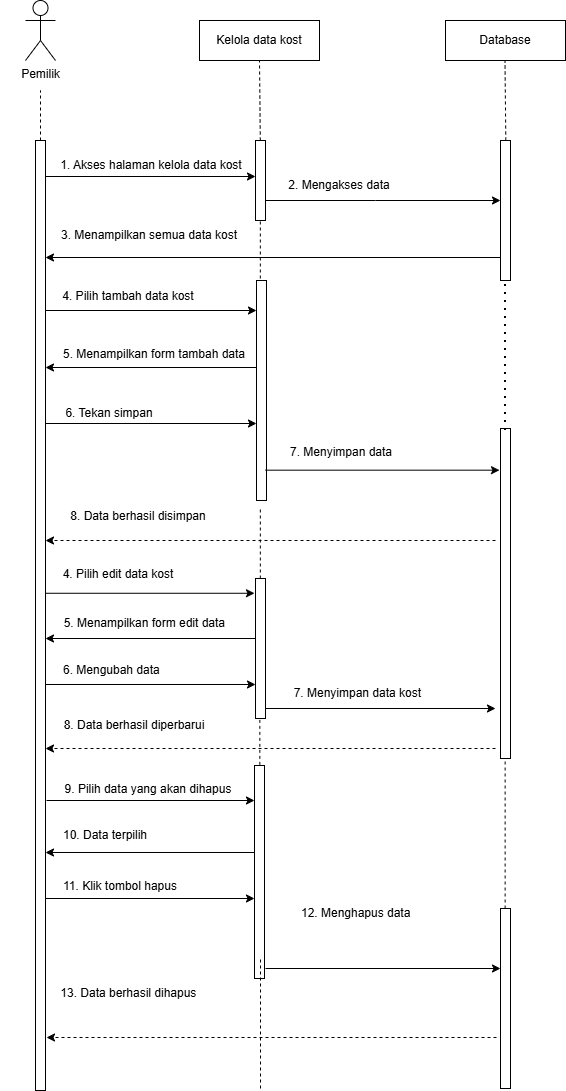 Pemilik
Kelola data kost
Database
1. Akses halaman kelola data kost
2. Mengakses data
3. Menampilkan semua data kost
4. Pilih tambah data kost
5. Menampilkan form tambah data
6. Tekan simpan
7. Menyimpan data
8. Data berhasil disimpan
4. Pilih edit data kost
5. Menampilkan form edit data
6. Mengubah data
7. Menyimpan data kost
8. Data berhasil diperbarui
9. Pilih data yang akan dihapus
10. Data terpilih
11. Klik tombol hapus
12. Menghapus data
13. Data berhasil dihapus